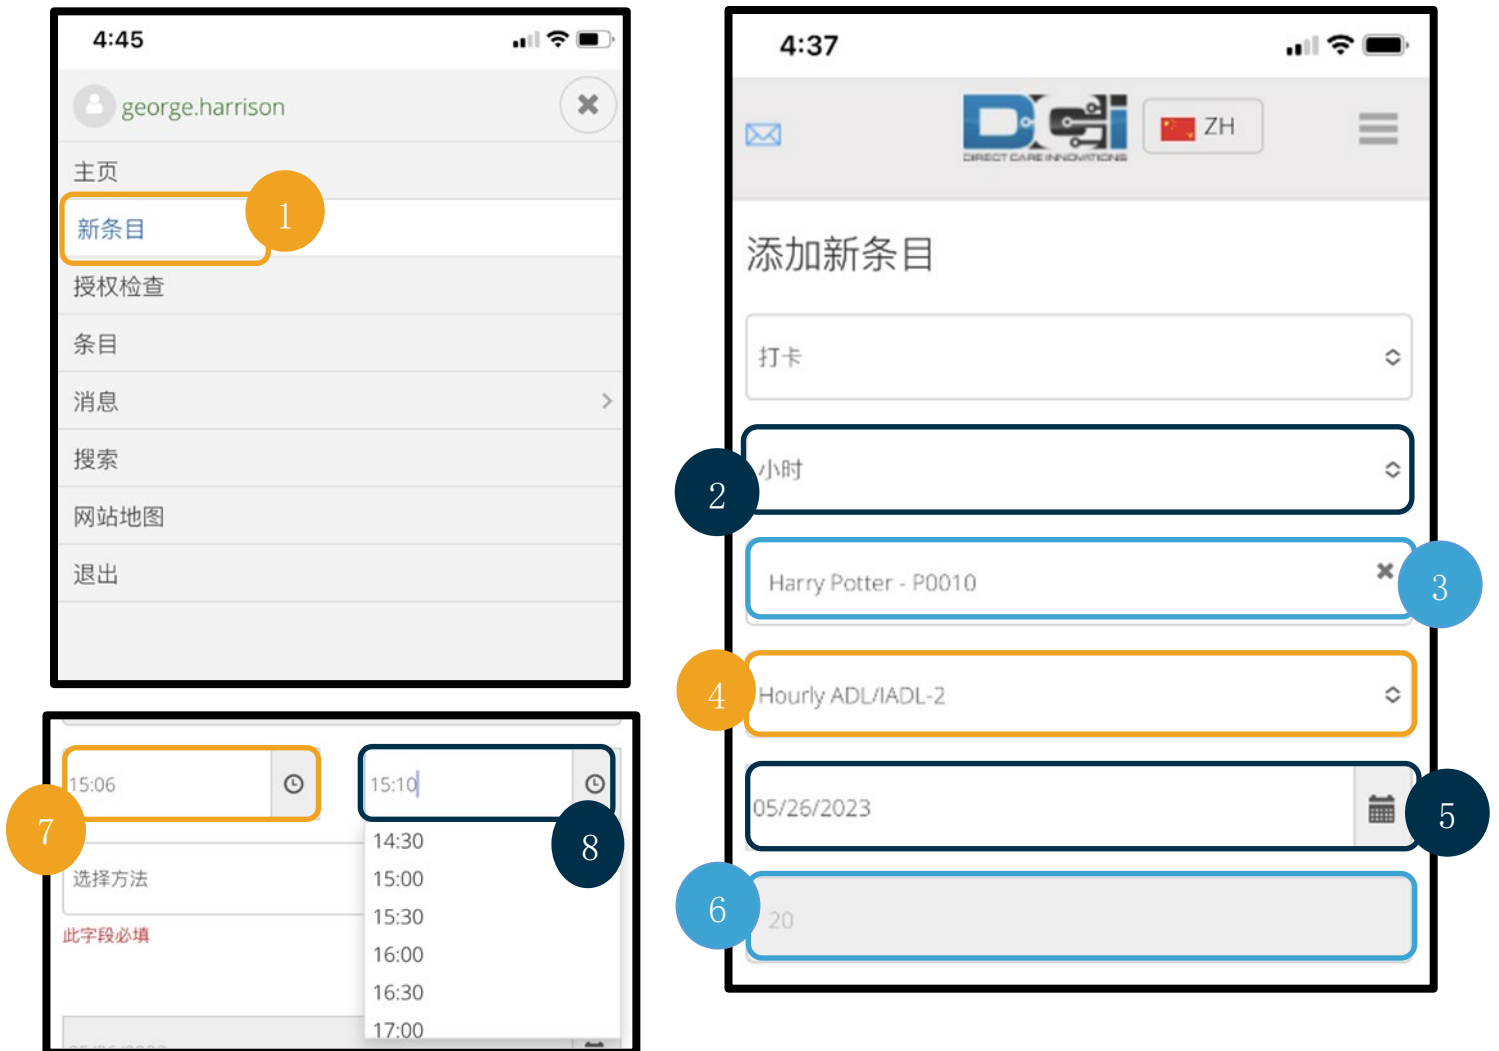 4:45
george.harrison
主页
新条目
1
授权检查
条目
消息
搜索
网站地图
退出
15:06
15:10
7
8
14:30
15:00
15:30
16:00
16:30
17:00
选择方法
此字段必填
4:37
DCI
DIRECT CARE INNOVATIONS
ZH
添加新条目
打卡
2
小时
Harry Potter - P0010
3
4
Hourly ADL/IADL-2
05/26/2023
5
6
20